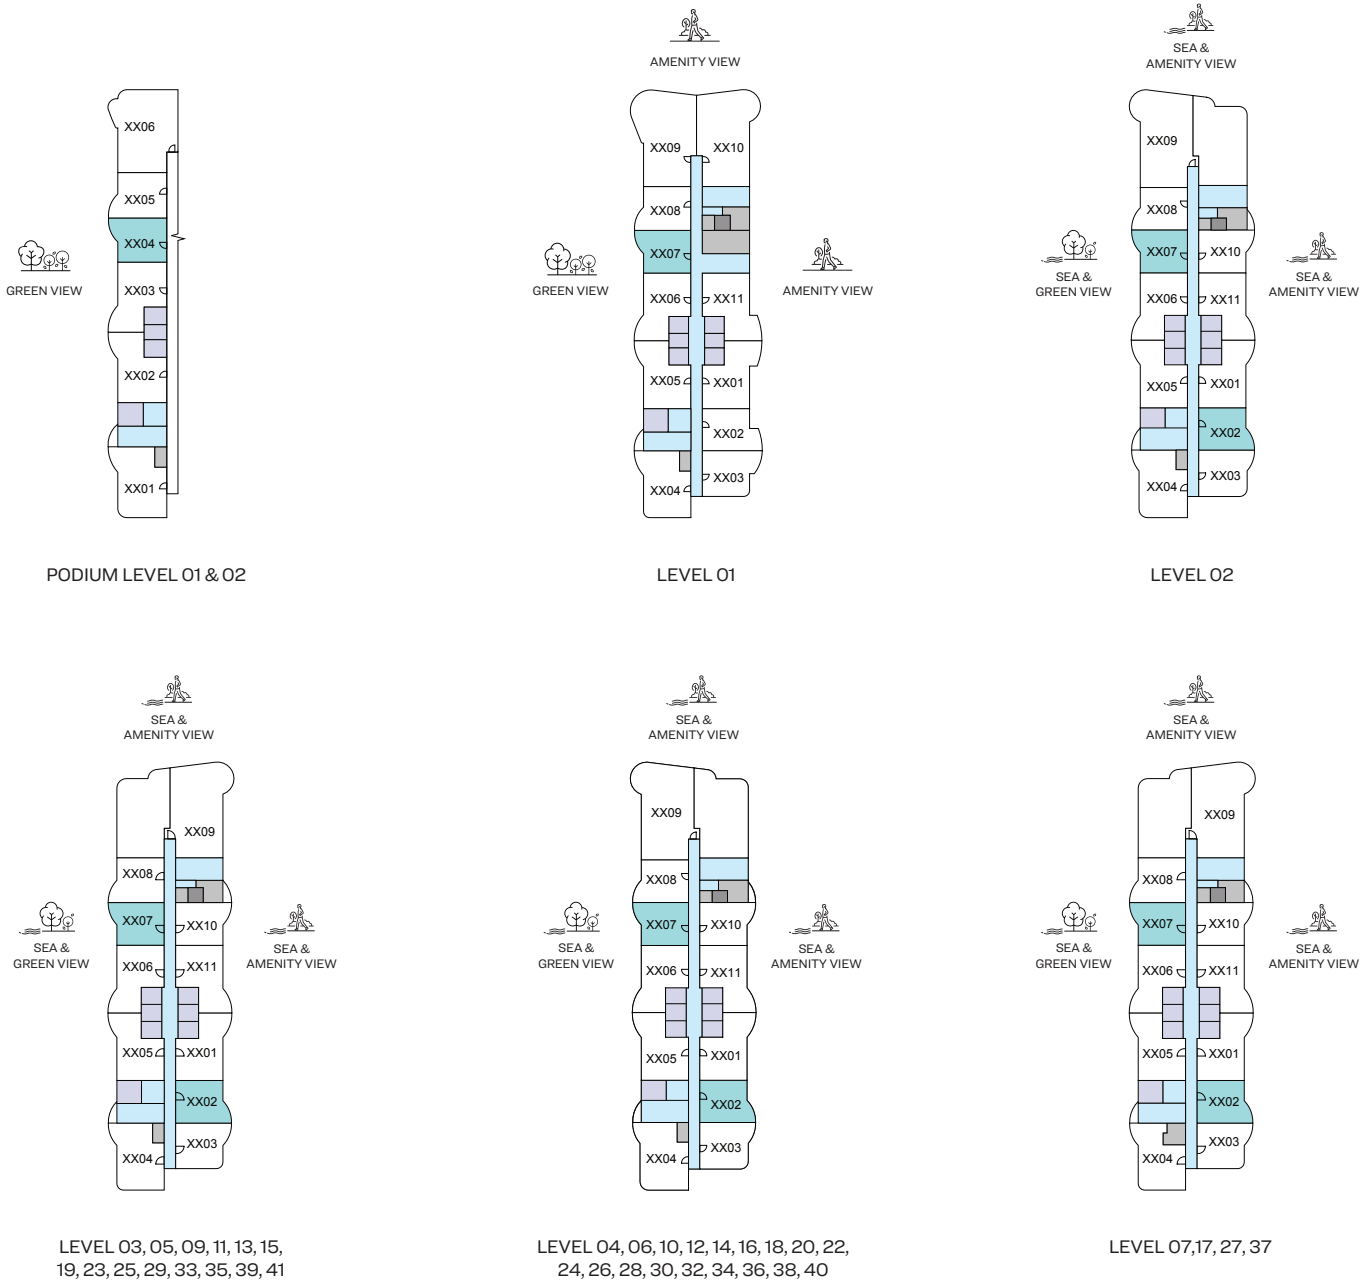 AMENITY VIEW
SEA &
AMENITY VIEW
XX06
XX05
XX04
XX03
XX02
XX01
GREEN VIEW
PODIUM LEVEL 01 & 02
XX09
XX10
XX08
XX07
XX06
XX11
XX05
XX01
XX02
XX03
XX04
GREEN VIEW
AMENITY VIEW
LEVEL 01
XX09
XX08
XX07
XX10
XX06
XX11
XX05
XX01
XX02
XX03
XX04
SEA &
GREEN VIEW
SEA &
AMENITY VIEW
LEVEL 02
SEA &
AMENITY VIEW
XX09
XX08
XX07
XX10
XX06
XX11
XX05
XX01
XX02
XX03
XX04
SEA &
GREEN VIEW
SEA &
AMENITY VIEW
LEVEL 03, 05, 09, 11, 13, 15,
19, 23, 25, 29, 33, 35, 39, 41
SEA &
AMENITY VIEW
XX09
XX08
XX07
XX10
XX06
XX11
XX05
XX01
XX02
XX03
XX04
SEA &
GREEN VIEW
SEA &
AMENITY VIEW
LEVEL 04, 06, 10, 12, 14, 16, 18, 20, 22,
24, 26, 28, 30, 32, 34, 36, 38, 40
SEA &
AMENITY VIEW
XX09
XX08
XX07
XX10
XX06
XX11
XX05
XX01
XX02
XX03
XX04
SEA &
GREEN VIEW
SEA &
AMENITY VIEW
LEVEL 07,17, 27, 37